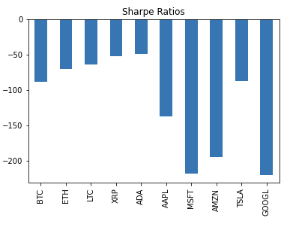 Sharpe Ratios
0
−50
−100
−150
−200
BTC
ETH
LTC
XRP
ADA
AAPL
MSFT
AMZN
TSLA
GOOGL